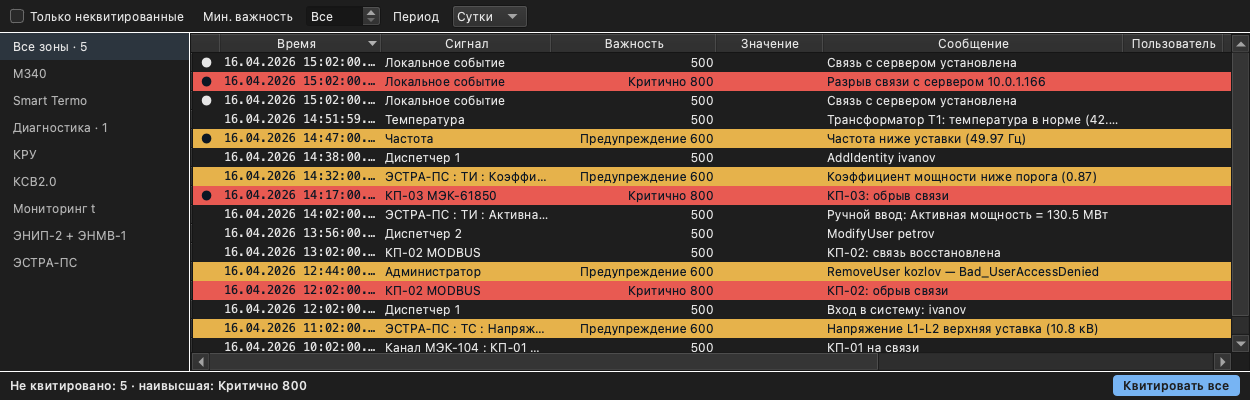 Только неквитированные Мин. важность Все Период Сутки
Все зоны · 5
М340
Smart Termo
Диагностика · 1
КРУ
КСВ2.0
Мониторинг t
ЭНИП-2 + ЭНМВ-1
ЭСТРА-ПС
Время Сигнал Важность Значение Сообщение Пользователь
16.04.2026 15:02:00.… Локальное событие 500 Связь с сервером установлена
16.04.2026 15:02:00.… Локальное событие Критично 800 Разрыв связи с сервером 10.0.1.166
16.04.2026 15:02:00.… Локальное событие 500 Связь с сервером установлена
16.04.2026 14:51:59.… Температура 500 Трансформатор Т1: температура в норме (42.…
16.04.2026 14:47:00.… Частота Предупреждение 600 Частота ниже уставки (49.97 Гц)
16.04.2026 14:38:00.… Диспетчер 1 500 AddIdentity ivanov
16.04.2026 14:32:00.… ЭСТРА-ПС : ТИ : Коэффи… Предупреждение 600 Коэффициент мощности ниже порога (0.87)
16.04.2026 14:17:00.… КП-03 МЭК-61850 Критично 800 КП-03: обрыв связи
16.04.2026 14:02:00.… ЭСТРА-ПС : ТИ : Активна… 500 Ручной ввод: Активная мощность = 130.5 МВт
16.04.2026 13:56:00.… Диспетчер 2 500 ModifyUser petrov
16.04.2026 13:02:00.… КП-02 MODBUS 500 КП-02: связь восстановлена
16.04.2026 12:44:00.… Администратор Предупреждение 600 RemoveUser kozlov — Bad_UserAccessDenied
16.04.2026 12:02:00.… КП-02 MODBUS Критично 800 КП-02: обрыв связи
16.04.2026 12:02:00.… Диспетчер 1 500 Вход в систему: ivanov
16.04.2026 11:02:00.… ЭСТРА-ПС : ТС : Напряж… Предупреждение 600 Напряжение L1-L2 верхняя уставка (10.8 кВ)
16.04.2026 10:02:00.… Канал МЭК-104 : КП-01 … 500 КП-01 на связи
Не квитировано: 5 · наивысшая: Критично 800 Квитировать все